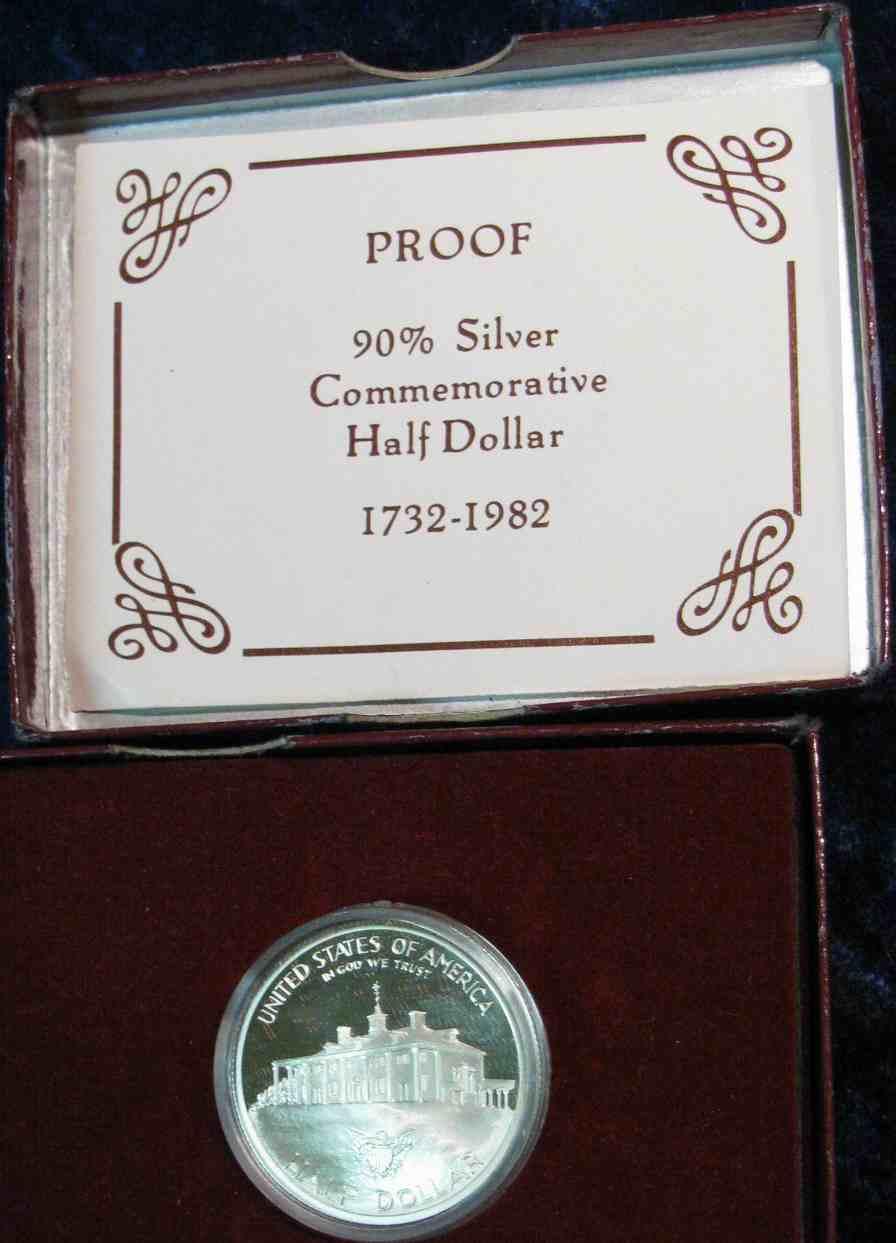 PROOF
90% Silver
Commemorative
Half Dollar
1732-1982
UNITED STATES OF AMERICA
IN GOD WE TRUST
HALF DOLLAR